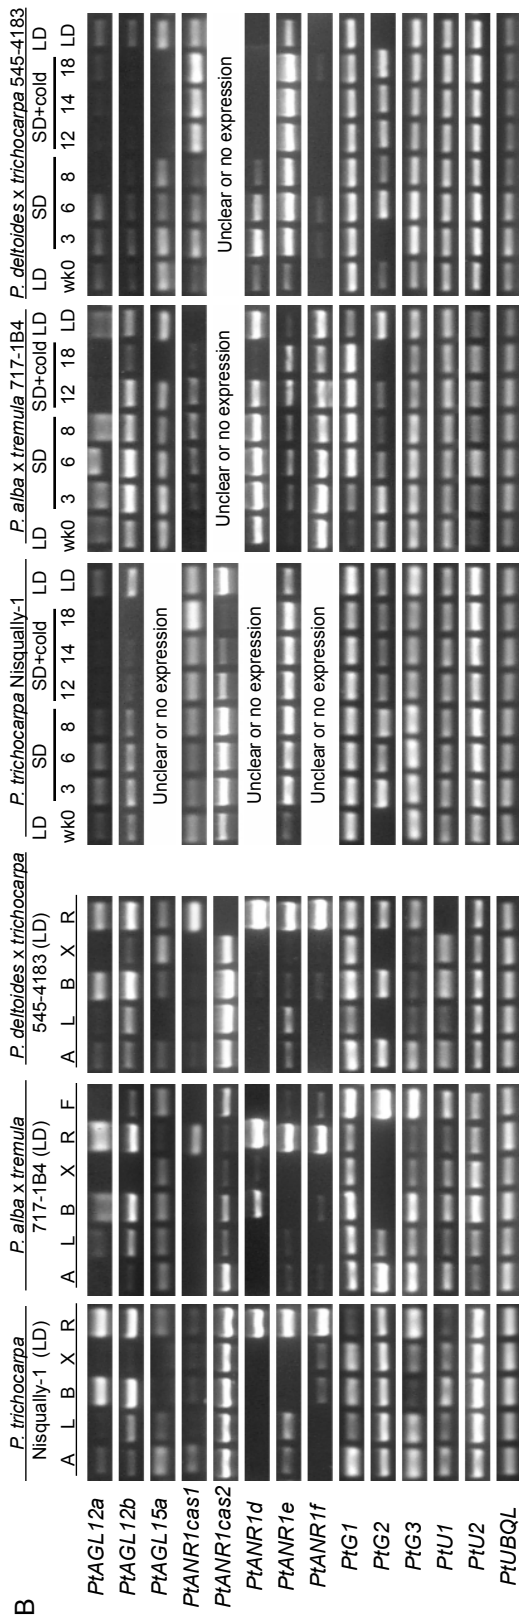 B
P. trichocarpa
Nisqually-1 (LD)
A L B X R
P. alba x tremula
717-1B4 (LD)
A L B X R F
P. deltoides x trichocarpa
545-4183 (LD)
A L B X R
P. trichocarpa Nisqually-1
LD SD SD+cold
wk0 3 6 8 12 14 18 LD
P. alba x tremula 717-1B4
LD SD SD+cold LD
wk0 3 6 8 12 18
P. deltoides x trichocarpa 545-4183
LD SD SD+cold
wk0 3 6 8 12 14 18 LD
PtAGL12a
PtAGL12b
PtAGL15a Unclear or no expression
PtANR1cas1
PtANR1cas2 Unclear or no expression Unclear or no expression
PtANR1d Unclear or no expression
PtANR1e
PtANR1f Unclear or no expression
PtG1
PtG2
PtG3
PtU1
PtU2
PtUBQL